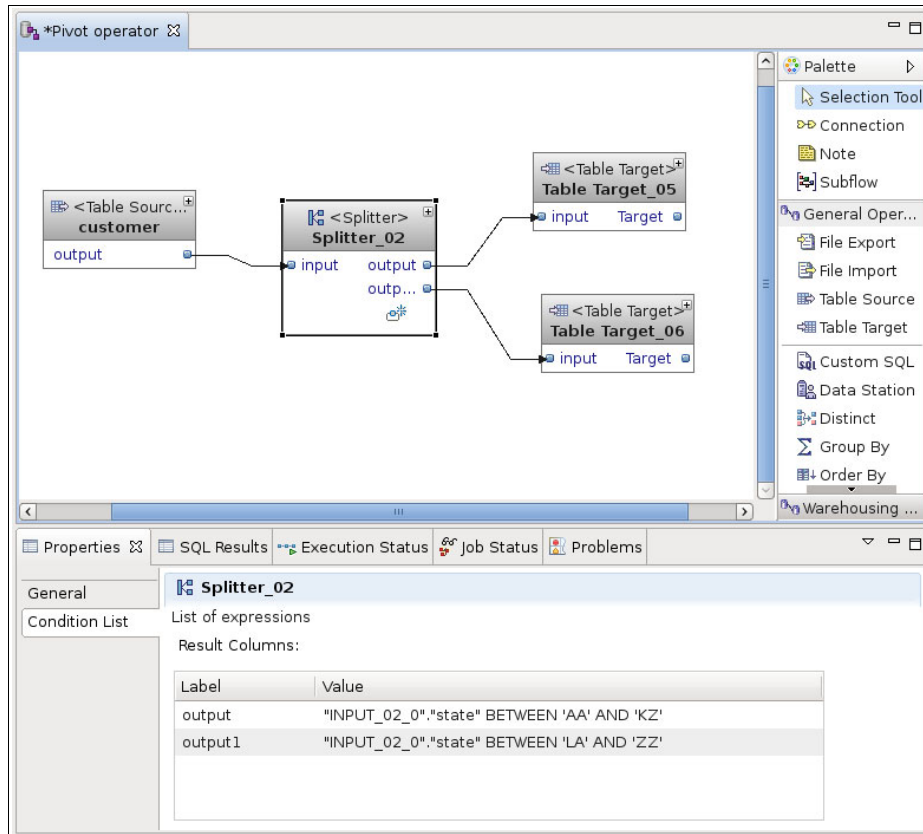 *Pivot operator
Palette
Selection Tool
Connection
Note
Subflow
General Oper...
File Export
File Import
Table Source
Table Target
Custom SQL
Data Station
Distinct
Group By
Order By
Warehousing ...
<Table Sourc...
customer
output
<Splitter>
Splitter_02
input output
outp...
<Table Target>
Table Target_05
input Target
<Table Target>
Table Target_06
input Target
Properties SQL Results Execution Status Job Status Problems
General
Condition List
Splitter_02
List of expressions
Result Columns:
Label Value
output "INPUT_02_0"."state" BETWEEN 'AA' AND 'KZ'
output1 "INPUT_02_0"."state" BETWEEN 'LA' AND 'ZZ'